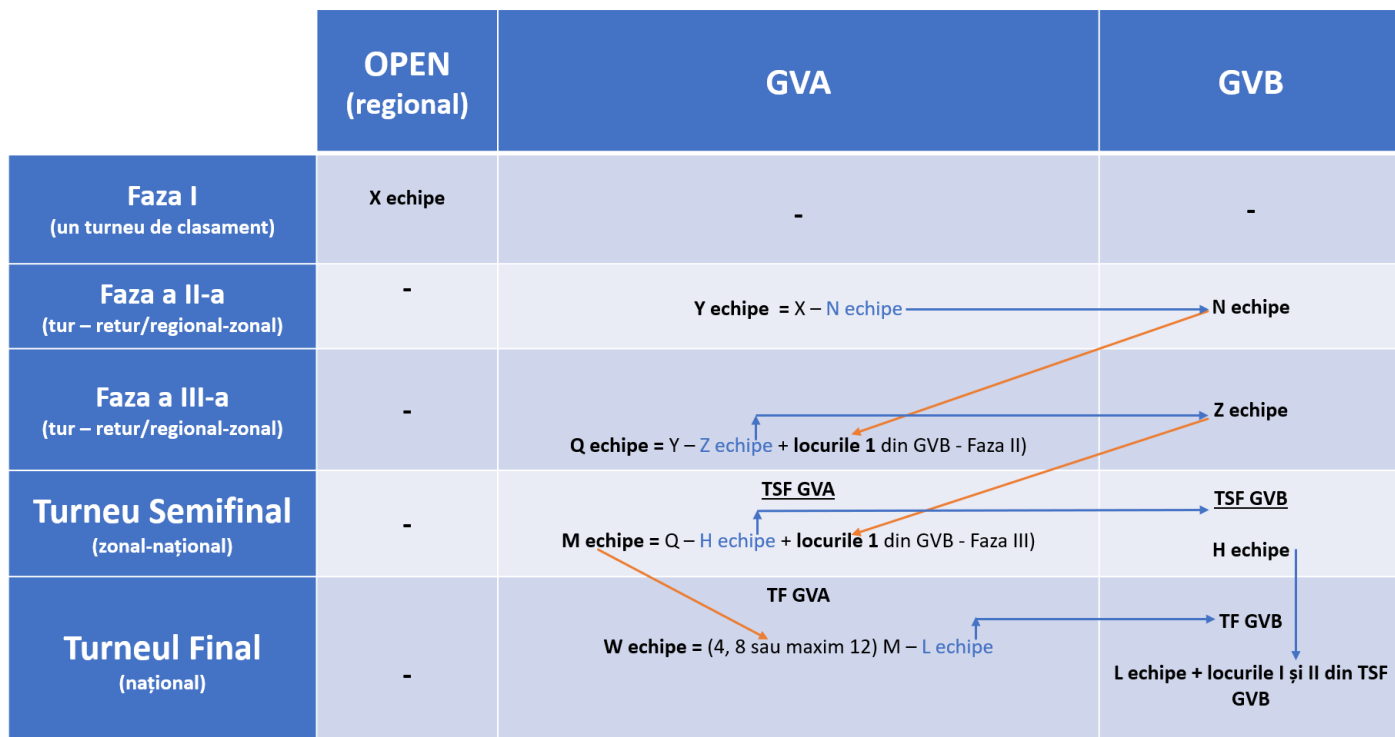 OPEN
(regional)
GVA
GVB
Faza I
(un turneu de clasament)
X echipe
-
-
Faza a II-a
(tur – retur/regional-zonal)
-
Y echipe = X – N echipe
N echipe
Faza a III-a
(tur – retur/regional-zonal)
-
Q echipe = Y – Z echipe + locurile 1 din GVB - Faza II)
Z echipe
Turneu Semifinal
(zonal-național)
-
TSF GVA
M echipe = Q – H echipe + locurile 1 din GVB - Faza III)
TSF GVB
H echipe
Turneul Final
(național)
-
TF GVA
W echipe = (4, 8 sau maxim 12) M – L echipe
TF GVB
L echipe + locurile I și II din TSF
GVB